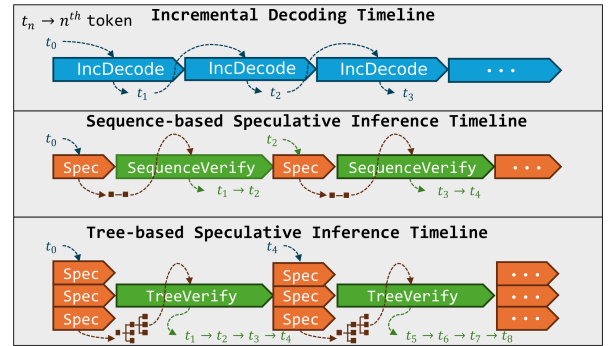 tₙ → nᵗʰ token
Incremental Decoding Timeline
t₀
IncDecode
IncDecode
IncDecode
• • •
t₁
t₂
t₃
Sequence-based Speculative Inference Timeline
t₀
t₂
Spec
SequenceVerify
Spec
SequenceVerify
• • •
t₁ → t₂
t₃ → t₄
Tree-based Speculative Inference Timeline
t₀
t₄
Spec
Spec
• • •
Spec
TreeVerify
Spec
TreeVerify
• • •
Spec
Spec
• • •
t₁ → t₂ → t₃ → t₄
t₅ → t₆ → t₇ → t₈